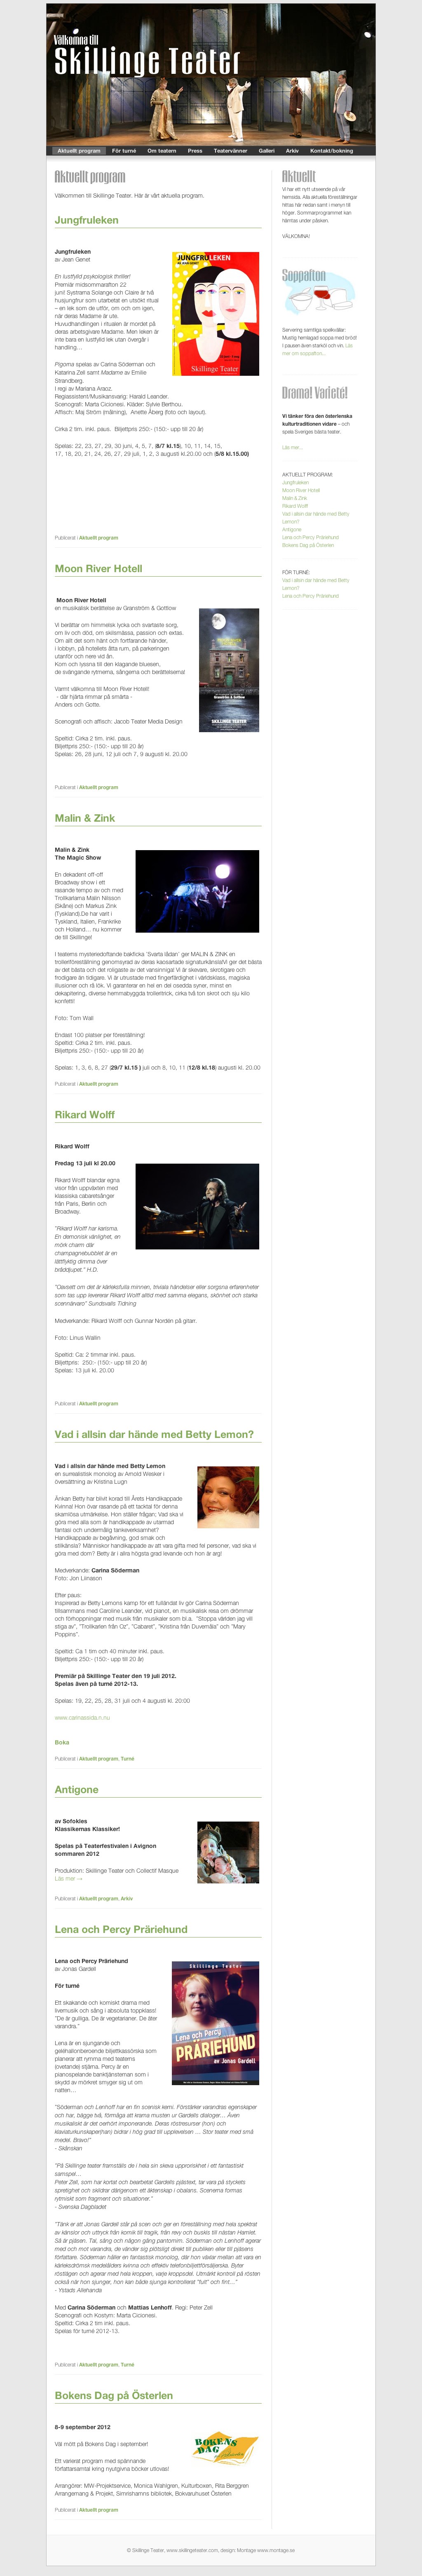 Välkomna till
Skillinge Teater
Aktuellt program För turné Om teatern Press Teatervänner Galleri Arkiv Kontakt/bokning
Aktuellt program
Välkommen till Skillinge Teater. Här är vårt aktuella program.
Jungfruleken
Jungfruleken
av Jean Genet
En lustfylld psykologisk thriller!
Premiär midsommarafton 22
juni! Systrarna Solange och Claire är två
husjungfrur som utarbetat en utsökt ritual
– en lek som de utför, om och om igen,
när deras Madame är ute.
Huvudhandlingen i ritualen är mordet på
deras arbetsgivare Madame. Men leken är
inte bara en oskyldig lek utan övergår i
handling…
Pigorna spelas av Carina Söderman och
Katarina Zell samt Madame av Emilie
Strandberg.
I regi av Mariana Araoz.
Regiassistent/Musikansvarig: Harald Leander.
Scenografi: Marta Cicionesi. Kläder: Sylvie Berthou.
Affisch: Maj Ström (målning), Anette Åberg (foto och layout).
Cirka 2 tim. inkl. paus. Biljettpris 250:- (150:- upp till 20 år)
Spelas: 22, 23, 27, 29, 30 juni, 4, 5, 7, (8/7 kl.15), 10, 11, 14, 15,
17, 18, 20, 21, 24, 26, 27, 29 juli, 1, 2, 3 augusti kl.20.00 och (5/8 kl.15.00)
JUNGFRULEKEN
Skillinge Teater
Publicerat i Aktuellt program
Moon River Hotell
Moon River Hotell
en musikalisk berättelse av Granström & Gottlow
Vi berättar om himmelsk lycka och svartaste sorg,
om liv och död, om skilsmässa, passion och extas.
Om allt det som hänt och fortfarande händer,
i lobbyn, på hotellets åtta rum, på parkeringen
utanför och nere vid ån.
Kom och lyssna till den klagande bluesen,
de svängande rytmerna, sångerna och berättelserna!
Varmt välkomna till Moon River Hotell!
- där hjärta rimmar på smärta -
Anders och Gotte.
Scenografi och affisch: Jacob Teater Media Design
Speltid: Cirka 2 tim. inkl. paus.
Biljettpris 250:- (150:- upp till 20 år)
Spelas: 26, 28 juni, 12 juli och 7, 9 augusti kl. 20.00
SKILLINGE TEATER
Publicerat i Aktuellt program
Malin & Zink
Malin & Zink
The Magic Show
En dekadent off-off
Broadway show i ett
rasande tempo av och med
Trollkarlarna Malin Nilsson
(Skåne) och Markus Zink
(Tyskland).De har varit i
Tyskland, Italien, Frankrike
och Holland… nu kommer
de till Skillinge!
I teaterns mysteriedoftande bakficka 'Svarta lådan' ger MALIN & ZINK en
trolleriföreställning genomsyrad av deras kaosartade signaturkänsla!Vi ger det bästa
av det bästa och det roligaste av det vansinniga! Vi är skevare, skrotigare och
frodigare än tidigare. Vi är utrustade med fingerfärdighet i världsklass, magiska
illusioner och rå lök. Vi garanterar en hel en del osedda syner, minst en
dekapitering, diverse hemmabyggda trolleritrick, cirka två ton skrot och sju kilo
konfetti!
Foto: Tom Wall
Endast 100 platser per föreställning!
Speltid: Cirka 2 tim. inkl. paus.
Biljettpris 250:- (150:- upp till 20 år)
Spelas: 1, 3, 6, 8, 27 (29/7 kl.15 ) juli och 8, 10, 11 (12/8 kl.18) augusti kl. 20.00
Publicerat i Aktuellt program
Rikard Wolff
Rikard Wolff
Fredag 13 juli kl 20.00
Rikard Wolff blandar egna
visor från uppväxten med
klassiska cabaretsånger
från Paris, Berlin och
Broadway.
"Rikard Wolff har karisma.
En demonisk vänlighet, en
mörk charm där
champagnebubblet är en
lättflyktig dimma över
bråddjupet." H.D.
"Oavsett om det är kärleksfulla minnen, triviala händelser eller sorgsna erfarenheter
som tas upp levererar Rikard Wolff alltid med samma elegans, skönhet och starka
scennärvaro" Sundsvalls Tidning
Medverkande: Rikard Wolff och Gunnar Nordén på gitarr.
Foto: Linus Wallin
Speltid: Ca: 2 timmar inkl. paus.
Biljettpris: 250:- (150:- upp till 20 år)
Spelas: 13 juli kl. 20.00
Publicerat i Aktuellt program
Vad i allsin dar hände med Betty Lemon?
Vad i allsin dar hände med Betty Lemon
en surrealistisk monolog av Arnold Wesker i
översättning av Kristina Lugn
Änkan Betty har blivit korad till Årets Handikappade
Kvinna! Hon övar rasande på ett tacktal för denna
skamlösa utmärkelse. Hon ställer frågan; Vad ska vi
göra med alla som är handikappade av utarmad
fantasi och undermålig tankeverksamhet?
Handikappade av begåvning, god smak och
stilkänsla? Människor handikappade av att vara gifta med fel personer, vad ska vi
göra med dom? Betty är i allra högsta grad levande och hon är arg!
Medverkande: Carina Söderman
Foto: Jon Liinason
Efter paus:
Inspirerad av Betty Lemons kamp för ett fulländat liv gör Carina Söderman
tillsammans med Caroline Leander, vid pianot, en musikalisk resa om drömmar
och förhoppningar med musik från musikaler som bl.a. "Stoppa världen jag vill
stiga av", "Trollkarlen från Oz", "Cabaret", "Kristina från Duvemåla" och "Mary
Poppins".
Speltid: Ca 1 tim och 40 minuter inkl. paus.
Biljettpris 250:- (150:- upp till 20 år)
Premiär på Skillinge Teater den 19 juli 2012.
Spelas även på turné 2012-13.
Spelas: 19, 22, 25, 28, 31 juli och 4 augusti kl. 20:00
Boka
Publicerat i Aktuellt program, Turné
Antigone
av Sofokles
Klassikernas Klassiker!
Spelas på Teaterfestivalen i Avignon
sommaren 2012
Produktion: Skillinge Teater och Collectif Masque
Läs mer →
Publicerat i Aktuellt program, Arkiv
Lena och Percy Präriehund
Lena och Percy Präriehund
av Jonas Gardell
För turné
Ett skakande och komiskt drama med
livemusik och sång i absoluta toppklass!
"De är gulliga. De är vegetarianer. De äter
varandra."
Lena är en sjungande och
geldhatonberoende biljettkassörska som
planerar att rymma med teaterns
(ovetande) stjärna. Percy är en
pianospelande banktjänsteman som i
skydd av mörkret smyger sig ut om
natten…
"Söderman och Lenhoff har en fin scenisk kemi. Förstärker varandras egenskaper
och har, bägge två, förmåga att krama musten ur Gardells dialoger… Även
musikaliskt är det oerhört imponerande. Deras röstresurser (hon) och
klaviaturkunskaper(han) bidrar i hög grad till upplevelsen … Stor teater med små
medel. Bravo!"
- Skånskan
"På Skillinge teater framställs de i hela sin skeva uppriorisket i ett fantastiskt
samspel…
Peter Zell, som har kortat och bearbetat Gardells pjästext, tar vara på styckets
spretighet och skildrar dårigenom ett äktenskap i obalans. Scenerna formas
rytmiskt som fragment och situationer."
- Svenska Dagbladet
"Tänk er att Jonas Gardell står på scen och ger en föreställning med hela spektrat
av känslor och uttryck från komik till tragik, från revy och buskis till nästan Hamlet.
Så är pjäsen. Tal, sång och någon gång pantomim. Söderman och Lenhoff agerar
med och mot varandra, de vänder sig plötsligt direkt till publiken eller till pjäsens
författare. Söderman håller en fantastisk monolog, där hon växlar mellan att vara en
kärlekstörmsk medelålders kvinna och effektiv telefonbiljettförsäljerska. Byter
röstlägen och agerar med hela kroppen, varje kroppsdel. Utmärkt kontroll på rösten
också när hon sjunger, hon kan både sjunga kontrollerat "fult" och fint…"
- Ystads Allehanda
Med Carina Söderman och Mattias Lenhoff. Regi: Peter Zell
Scenografi och Kostym: Marta Cicionesi.
Speltid: Cirka 2 tim inkl. paus.
Spelas för turné 2012-13.
Skillinge Teater
Lena och Percy
PRÄRIEHUND
av Jonas Gardell
Publicerat i Aktuellt program, Turné
Bokens Dag på Österlen
8-9 september 2012
Väl mött på Bokens Dag i september!
Ett varierat program med spännande
författarsamtal kring nyutgivna böcker utlovas!
Arrangörer: MW-Projektservice, Monica Wahlgren, Kulturboxen, Rita Berggren
Arrangemang & Projekt, Simrishamns bibliotek, Bokvaruhuset Österlen
BOKENS
DAG
Publicerat i Aktuellt program
Aktuellt
Vi har ett nytt utseende på vår
hemsida. Alla aktuella föreställningar
hittas här nedan samt i menyn till
höger. Sommarprogrammet kan
hämtas under påsken.
VÄLKOMNA!
Soppalton
Servering samtliga spelkvällar:
Mustig hemlagad soppa med bröd!
I pausen även starköl och vin. Läs
mer om soppalton...
Drama! Varieté!
Vi tänker föra den österlenska
kulturtraditionen vidare – och
spela Sveriges bästa teater.
Läs mer...
AKTUELLT PROGRAM:
Jungfruleken
Moon River Hotell
Malin & Zink
Rikard Wolff
Vad i allsin dar hände med Betty
Lemon?
Antigone
Lena och Percy Präriehund
Bokens Dag på Österlen
FÖR TURNE:
Vad i allsin dar hände med Betty
Lemon?
Lena och Percy Präriehund
© Skillinge Teater, www.skillingeteater.com, design: Montage www.montage.se